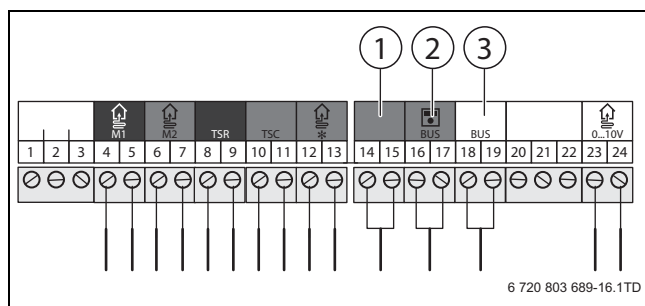 1 2 3
M1 M2 TSR TSC * BUS BUS 0...10V
1 2 3 4 5 6 7 8 9 10 11 12 13 14 15 16 17 18 19 20 21 22 23 24
6 720 803 689-16.1TD